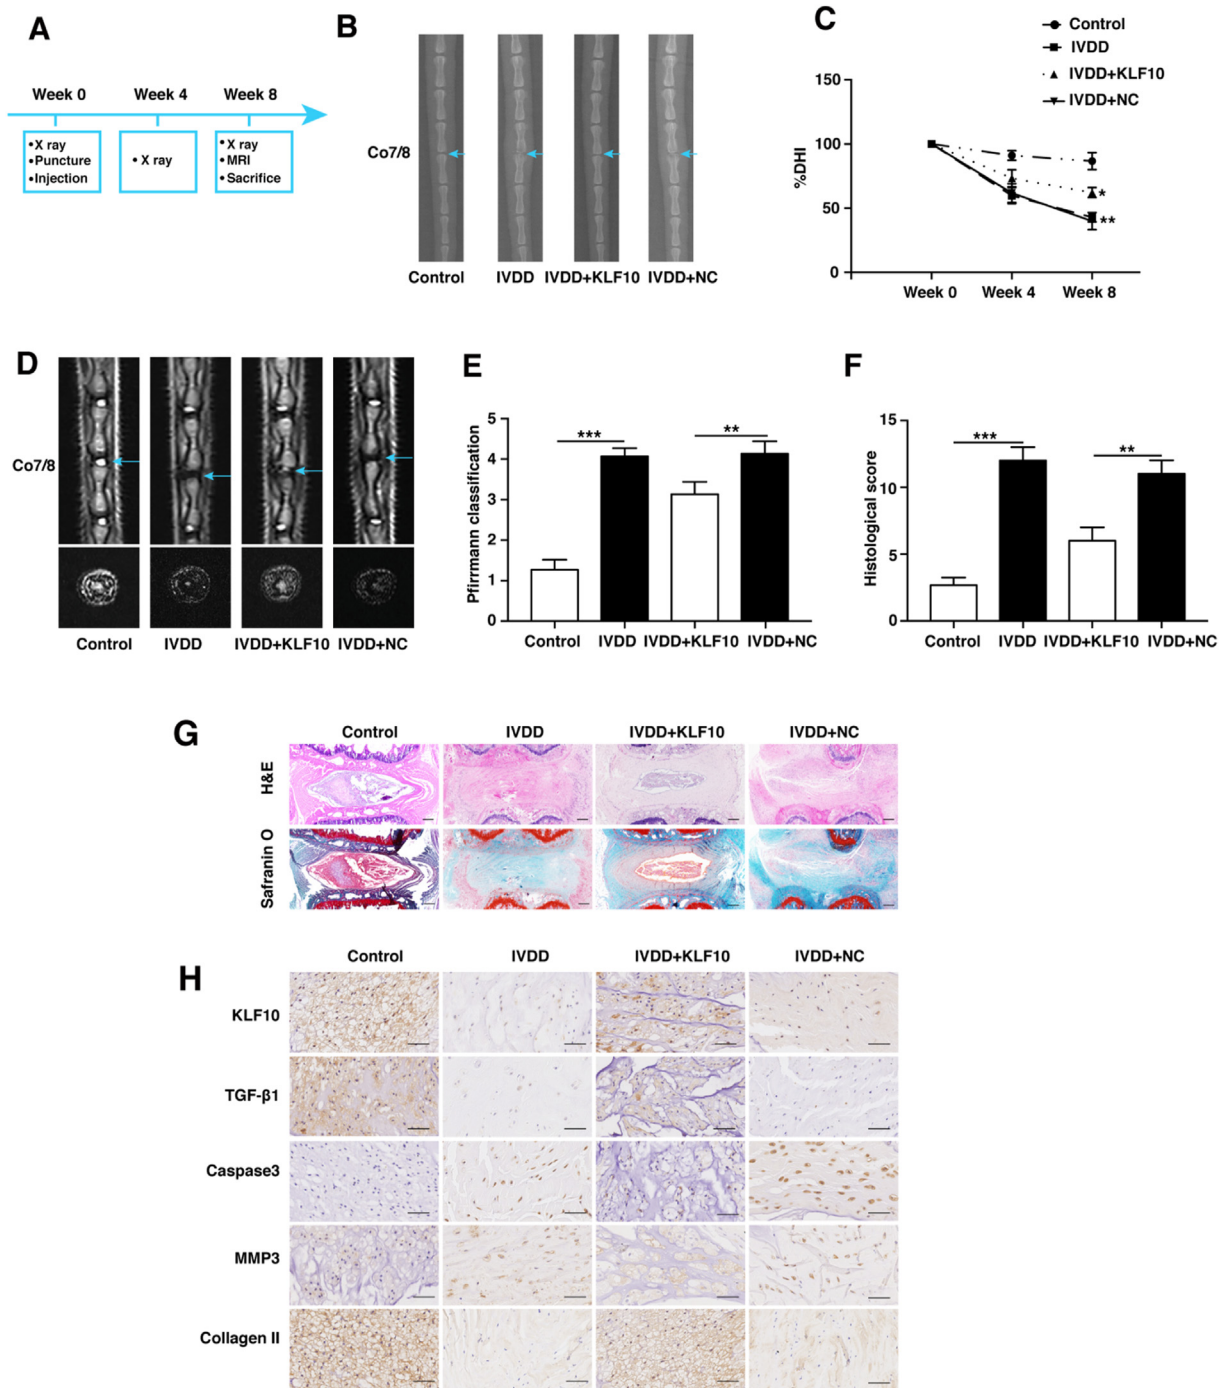 A
Week 0 Week 4 Week 8
•X ray
•Puncture
•Injection
• X ray
• X ray
• MRI
• Sacrifice
B
Co7/8
Control IVDD IVDD+KLF10 IVDD+NC
C
Control
IVDD
IVDD+KLF10
IVDD+NC
%DHI
150
100
50
0
*
**
Week 0 Week 4 Week 8
D
Co7/8
Control IVDD IVDD+KLF10 IVDD+NC
E
Pfirrmann classification
5
4
3
2
1
0
*** **
Control IVDD IVDD+KLF10 IVDD+NC
F
Histological score
15
10
5
0
*** **
Control IVDD IVDD+KLF10 IVDD+NC
G
Control IVDD IVDD+KLF10 IVDD+NC
H&E
Safranin O
H
Control IVDD IVDD+KLF10 IVDD+NC
KLF10
TGF-β1
Caspase3
MMP3
Collagen II